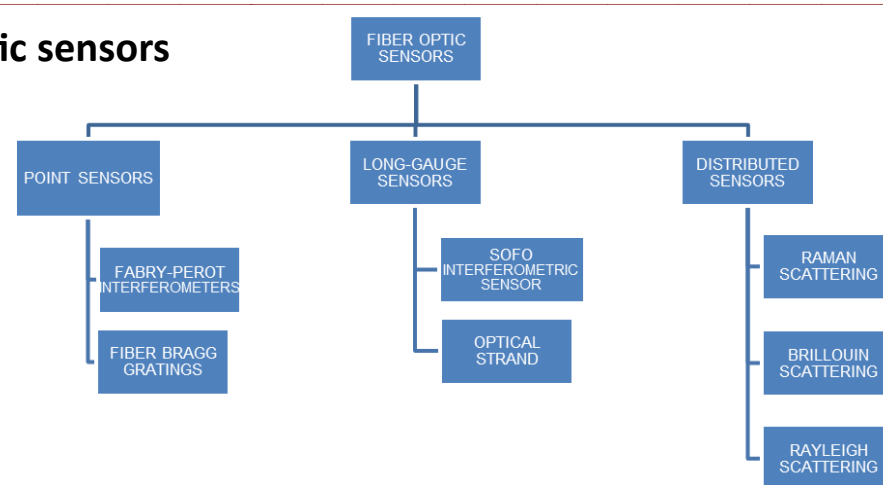 ic sensors
FIBER OPTIC
SENSORS
POINT SENSORS
LONG-GAUGE
SENSORS
DISTRIBUTED
SENSORS
FABRY-PEROT
INTERFEROMETERS
FIBER BRAGG
GRATINGS
SOFO
INTERFEROMETRIC
SENSOR
OPTICAL
STRAND
RAMAN
SCATTERING
BRILLOUIN
SCATTERING
RAYLEIGH
SCATTERING